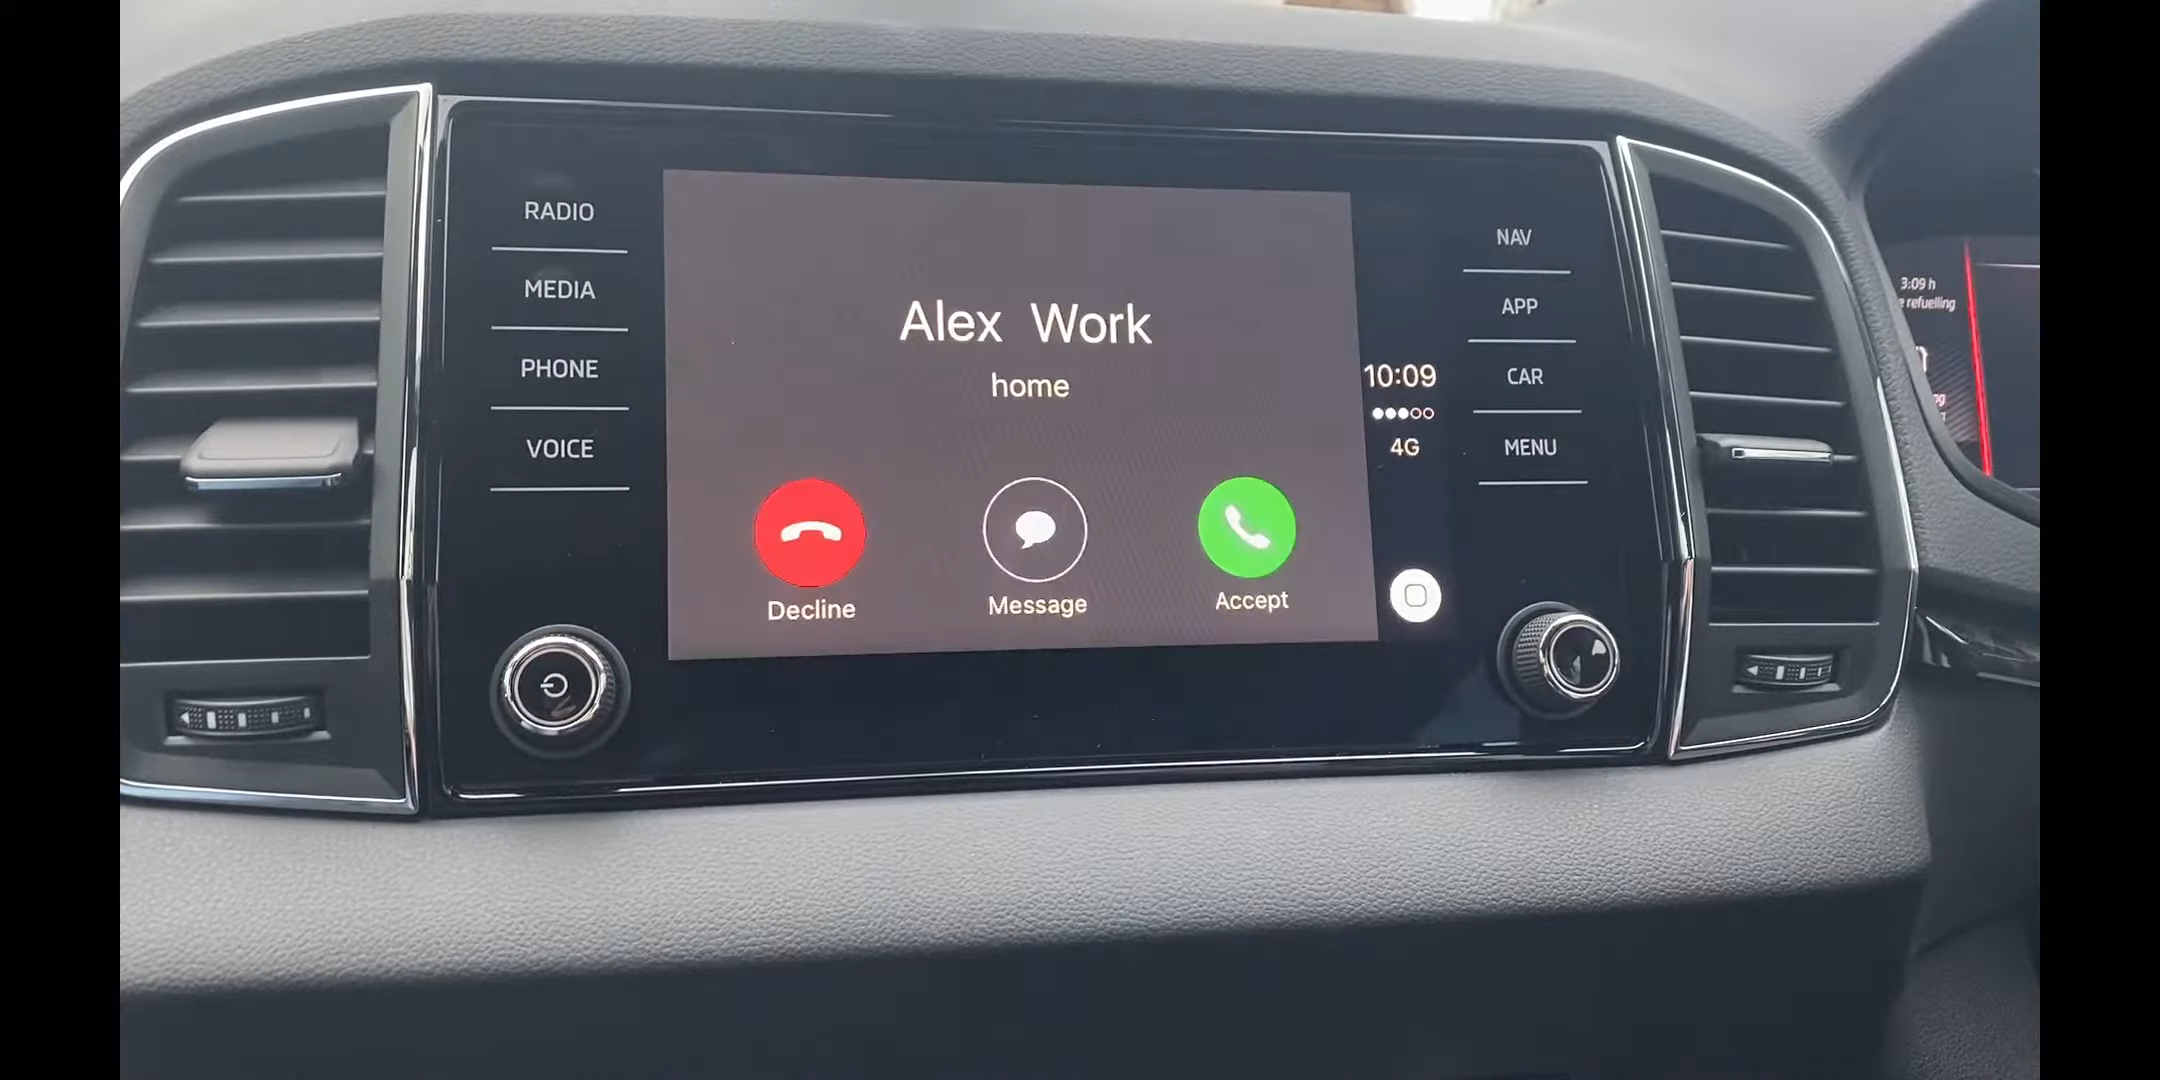 RADIO
MEDIA
PHONE
VOICE
Alex Work
home
Decline
Message
Accept
10:09
4G
NAV
APP
CAR
MENU
3:09 h
refuelling